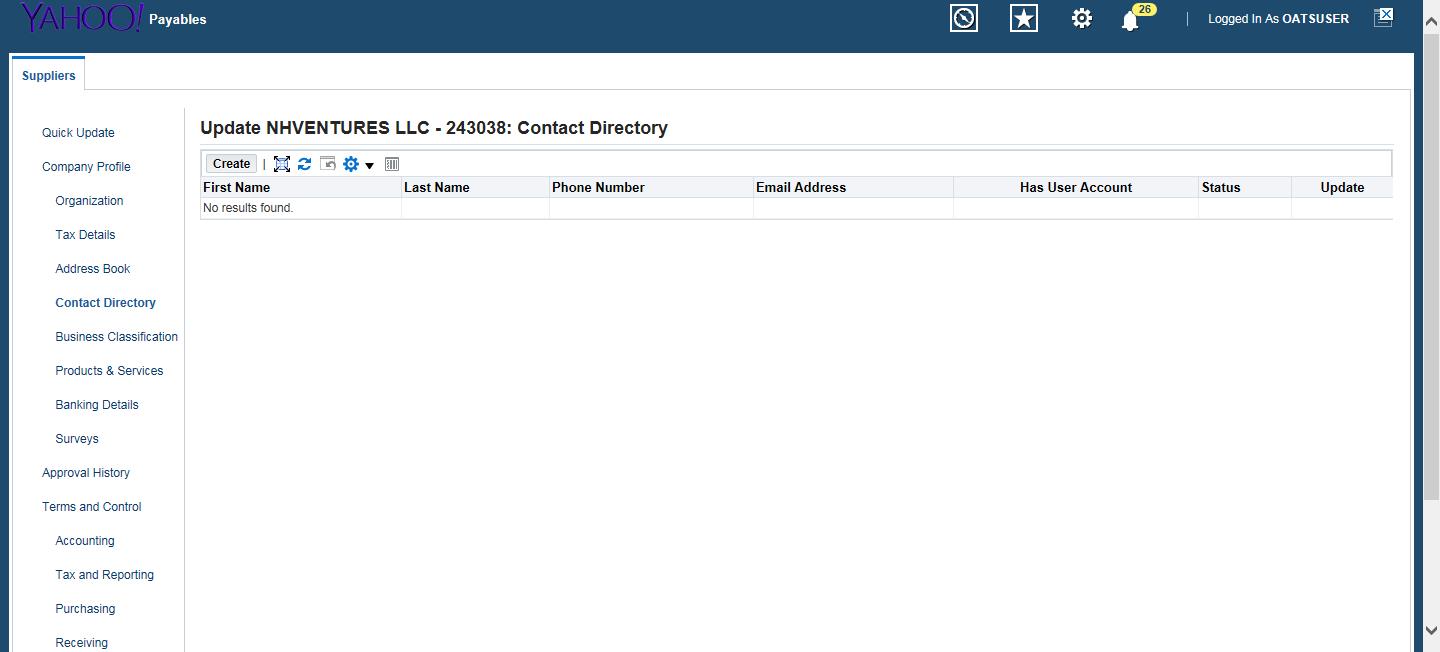 YAHOO! Payables
26
Logged In As OATSUSER
Suppliers
Quick Update
Company Profile
Organization
Tax Details
Address Book
Contact Directory
Business Classification
Products & Services
Banking Details
Surveys
Approval History
Terms and Control
Accounting
Tax and Reporting
Purchasing
Receiving
Update NHVENTURES LLC - 243038: Contact Directory
Create |
First Name Last Name Phone Number Email Address Has User Account Status Update
No results found.